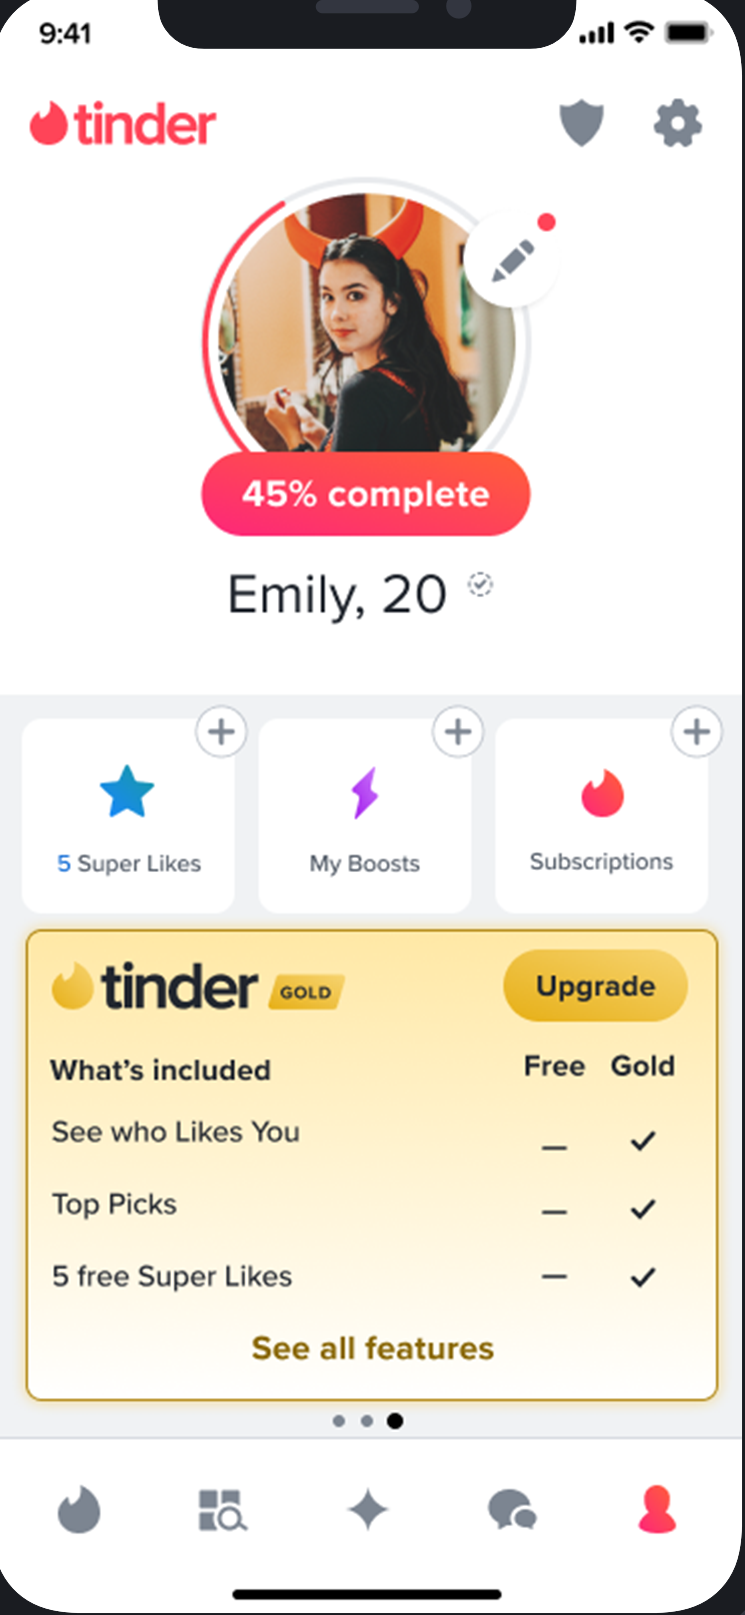 9:41
tinder
45% complete
Emily, 20
5 Super Likes
My Boosts
Subscriptions
tinder GOLD
Upgrade
What’s included
Free Gold
See who Likes You
Top Picks
5 free Super Likes
See all features